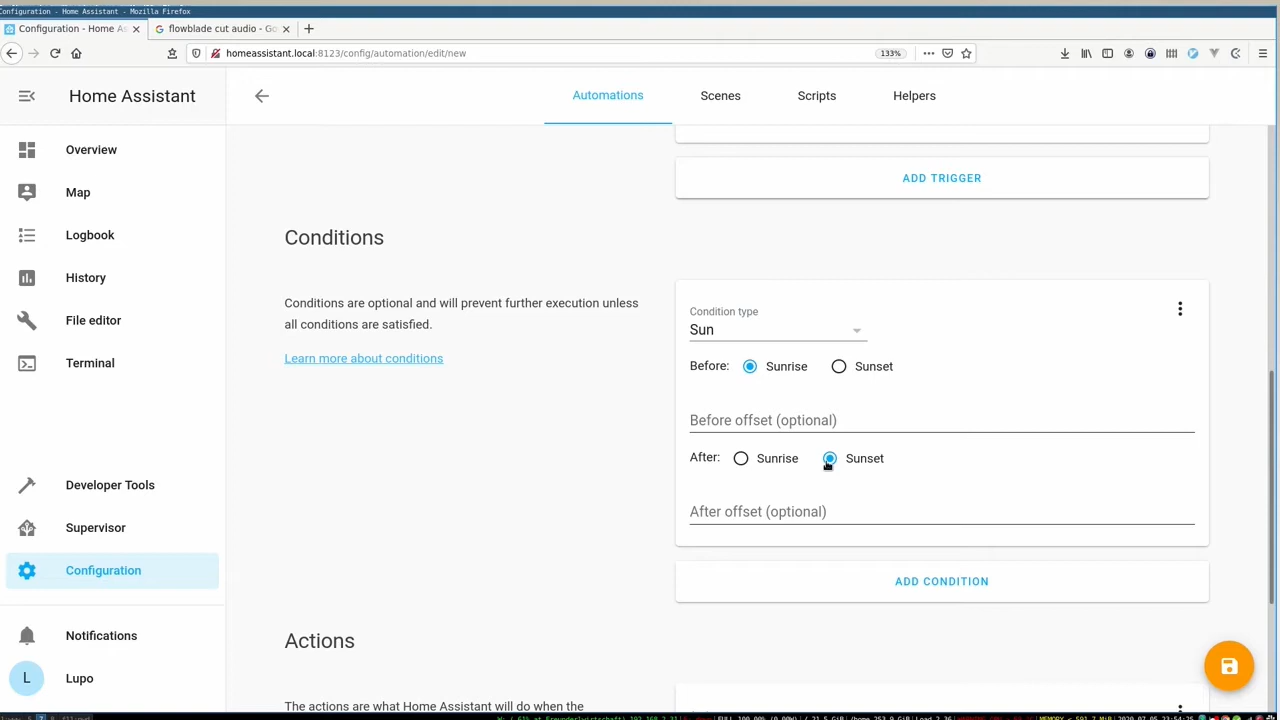 Configuration - Home Assistant - Mozilla Firefox
Configuration - Home As
flowblade cut audio - Go
homeassistant.local:8123/config/automation/edit/new
133%
Home Assistant
Automations
Scenes
Scripts
Helpers
Overview
Map
Logbook
History
File editor
Terminal
Developer Tools
Supervisor
Configuration
Notifications
L
Lupo
ADD TRIGGER
Conditions
Conditions are optional and will prevent further execution unless
all conditions are satisfied.
Learn more about conditions
Condition type
Sun
Before:
Sunrise
Sunset
Before offset (optional)
After:
Sunrise
Sunset
After offset (optional)
ADD CONDITION
Actions
The actions are what Home Assistant will do when the